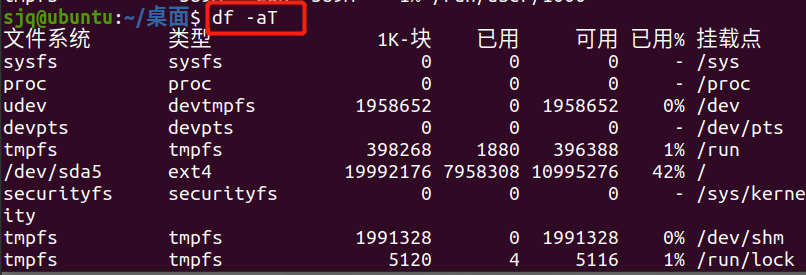 sjq@ubuntu:~/桌面$ df -aT
文件系统 类型 1K-块 已用 可用 已用% 挂载点
sysfs sysfs 0 0 0 - /sys
proc proc 0 0 0 - /proc
udev devtmpfs 1958652 0 1958652 0% /dev
devpts devpts 0 0 0 - /dev/pts
tmpfs tmpfs 398268 1880 396388 1% /run
/dev/sda5 ext4 19992176 7958308 10995276 42% /
securityfs securityfs 0 0 0 - /sys/kerne
ity
tmpfs tmpfs 1991328 0 1991328 0% /dev/shm
tmpfs tmpfs 5120 4 5116 1% /run/lock